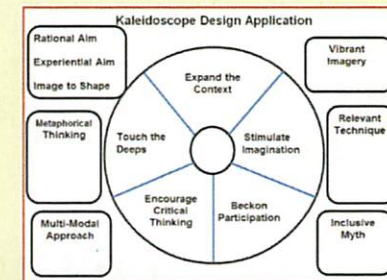 Kaleidoscope Design Application
Rational Aim
Experiential Aim
Image to Shape
Metaphorical
Thinking
Multi-Modal
Approach
Expand the
Context
Touch the
Deeps
Stimulate
Imagination
Encourage
Critical
Thinking
Beckon
Participation
Vibrant
Imagery
Relevant
Technique
Inclusive
Myth